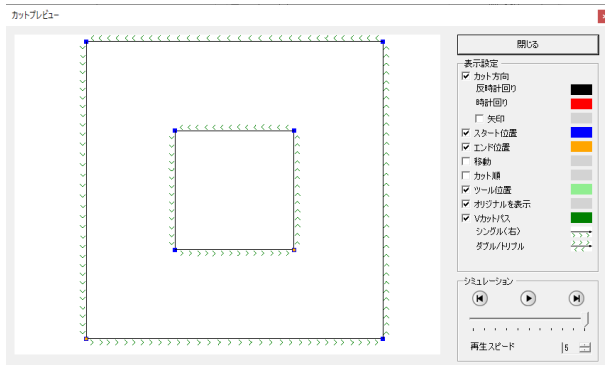 カットプレビュー
閉じる
表示設定
カット方向
反時計回り
時計回り
矢印
スタート位置
エンド位置
移動
カット順
ツール位置
オリジナルを表示
Vカットパス
シングル(右)
ダブル/トリプル
シミュレーション
再生スピード 5